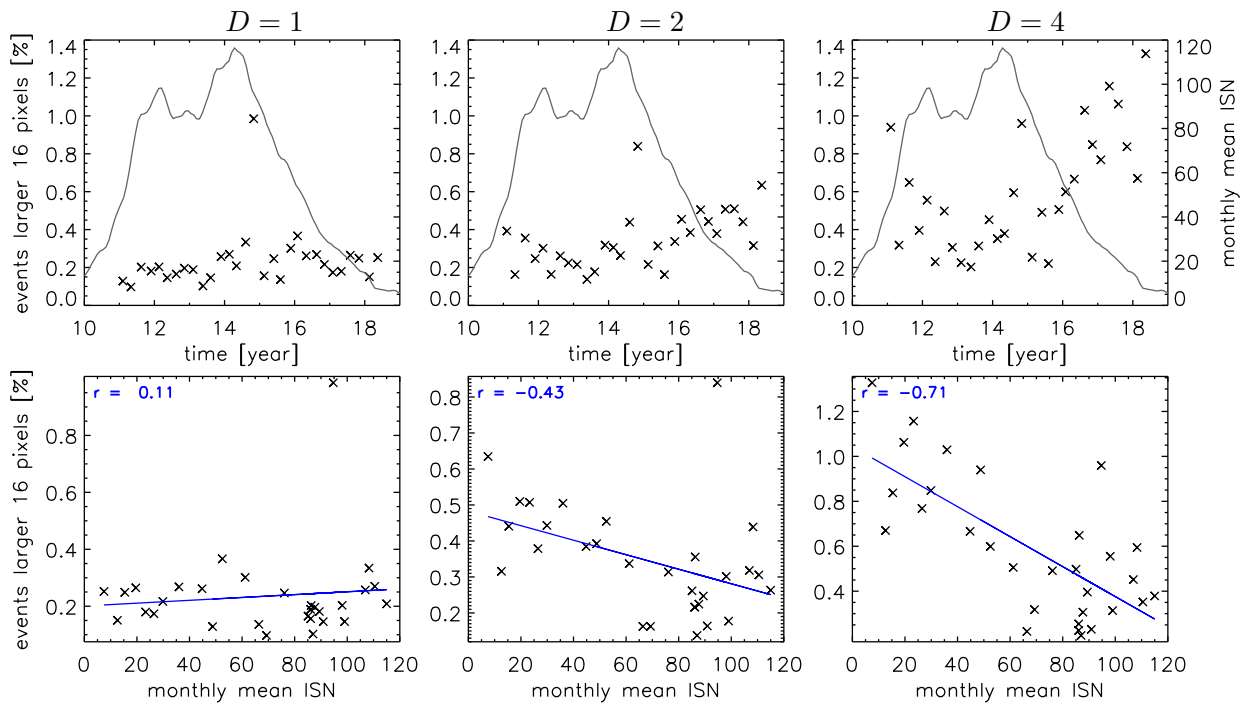 D = 1
D = 2
D = 4
events larger 16 pixels [%]
1.4
1.2
1.0
0.8
0.6
0.4
0.2
0.0
10 12 14 16 18
time [year]
1.4
1.2
1.0
0.8
0.6
0.4
0.2
0.0
10 12 14 16 18
time [year]
1.4
1.2
1.0
0.8
0.6
0.4
0.2
0.0
10 12 14 16 18
time [year]
120
100
80
60
40
20
0
monthly mean ISN
events larger 16 pixels [%]
r = 0.11
0.8
0.6
0.4
0.2
0 20 40 60 80 100 120
monthly mean ISN
r = -0.43
0.8
0.7
0.6
0.5
0.4
0.3
0.2
0 20 40 60 80 100 120
monthly mean ISN
r = -0.71
1.2
1.0
0.8
0.6
0.4
0 20 40 60 80 100 120
monthly mean ISN